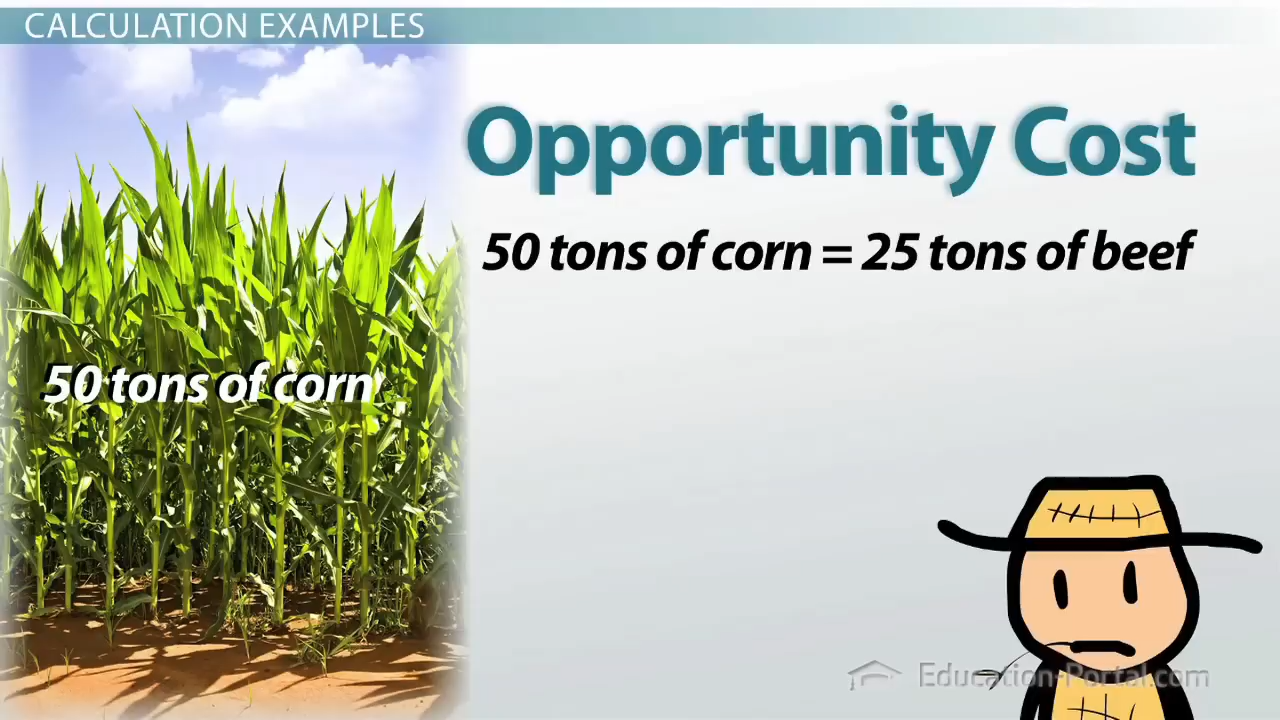 CALCULATION EXAMPLES
Opportunity Cost
50 tons of corn = 25 tons of beef
50 tons of corn
Education-Portal.com